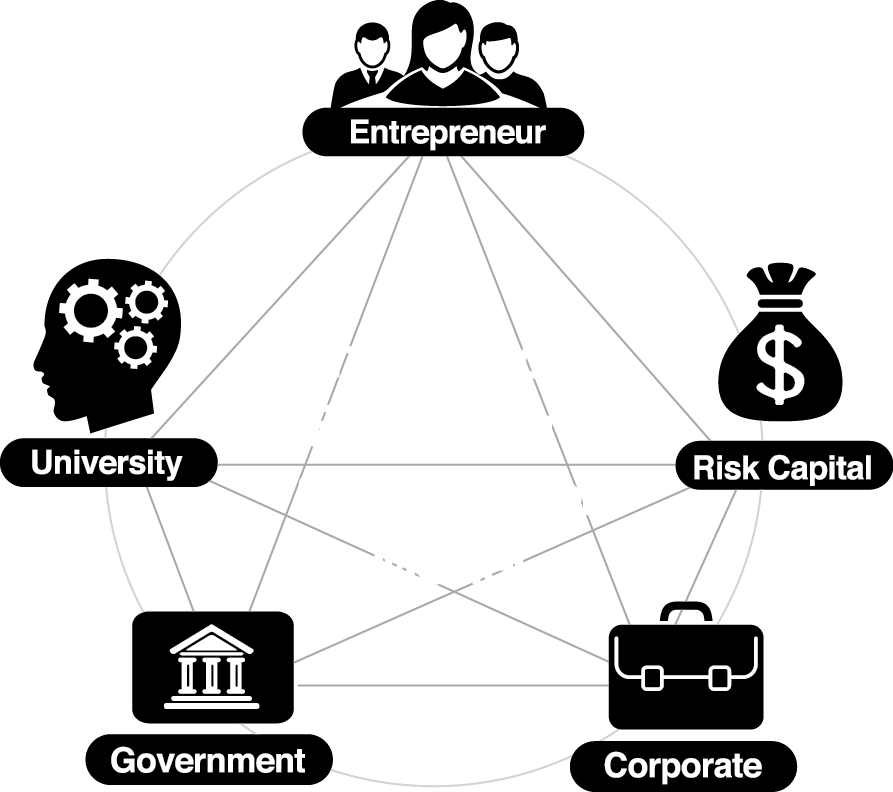 Entrepreneur
$
University
Risk Capital
Government
Corporate